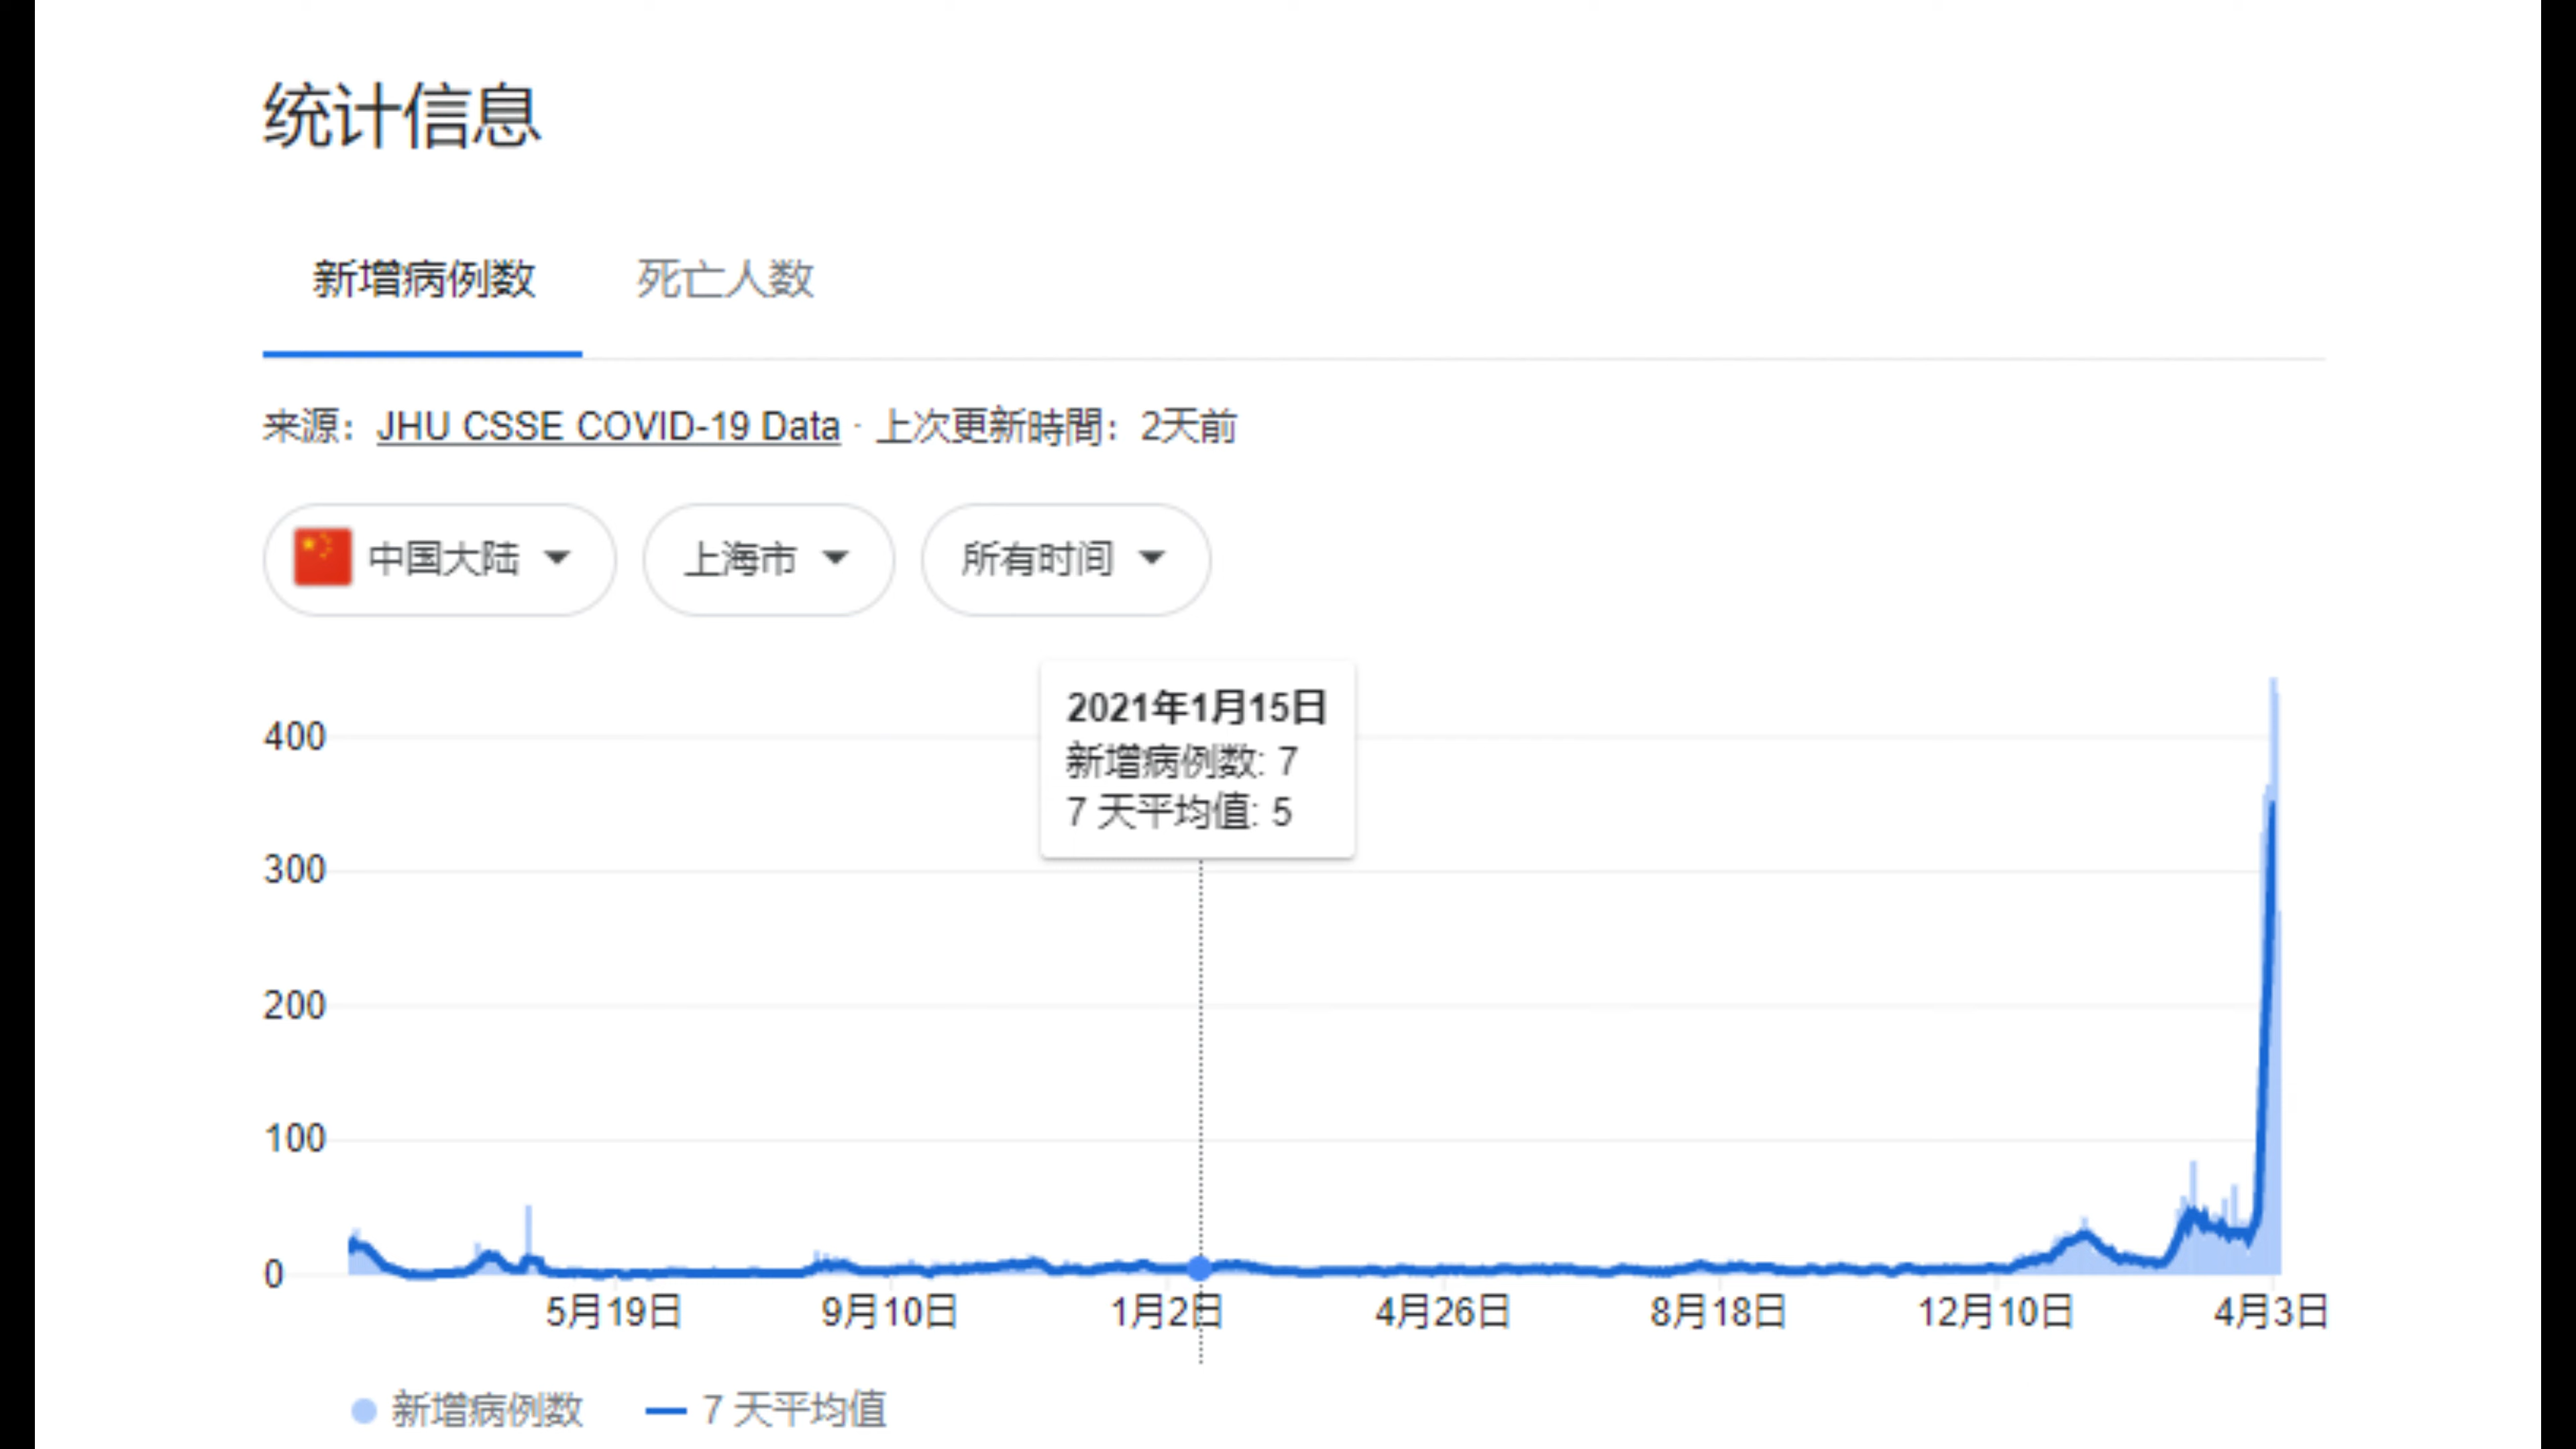 统计信息
新增病例数 死亡人数
来源：JHU CSSE COVID-19 Data · 上次更新時間：2天前
中国大陆 上海市 所有时间
2021年1月15日
新增病例数: 7
7 天平均值: 5
400
300
200
100
0
5月19日 9月10日 1月2日 4月26日 8月18日 12月10日 4月3日
新增病例数 7 天平均值